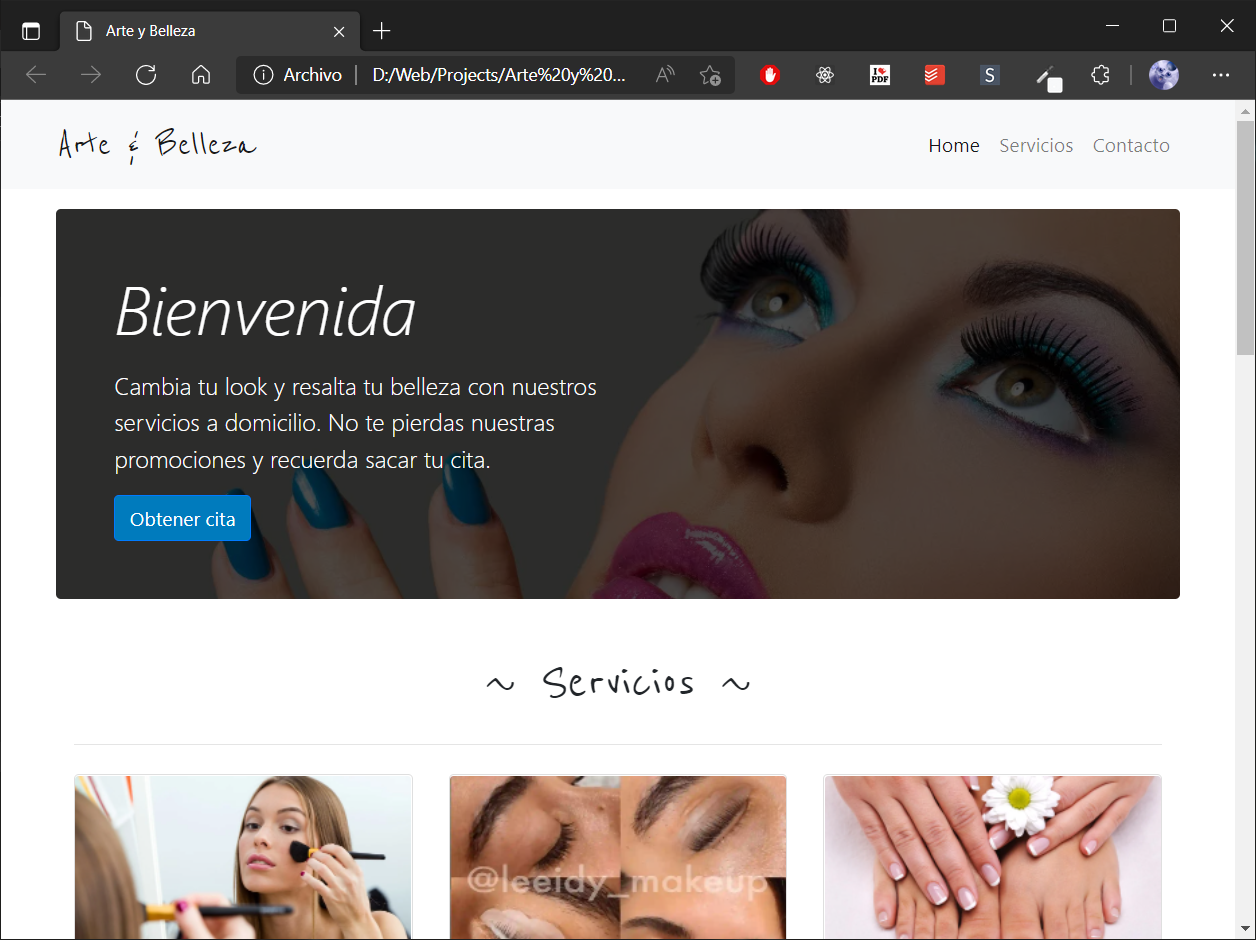 Arte y Belleza
Archivo
D:/Web/Projects/Arte%20y%20...
I PDF
S
Arte & Belleza
Home
Servicios
Contacto
Bienvenida
Cambia tu look y resalta tu belleza con nuestros
servicios a domicilio. No te pierdas nuestras
promociones y recuerda sacar tu cita.
Obtener cita
~ Servicios ~
@leeidy_makeup